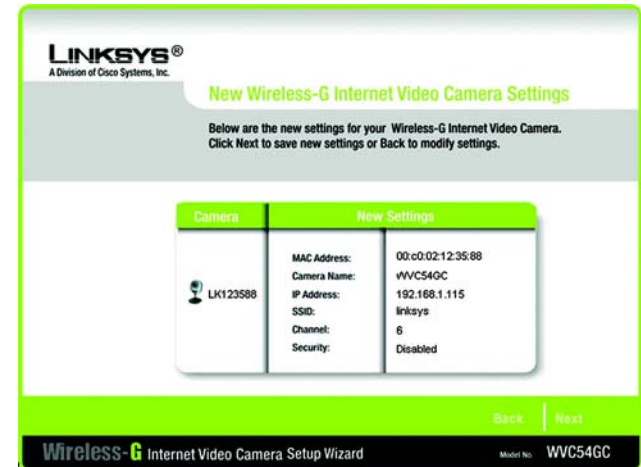 LINKSYS®
A Division of Cisco Systems, Inc.
New Wireless-G Internet Video Camera Settings
Below are the new settings for your Wireless-G Internet Video Camera.
Click Next to save new settings or Back to modify settings.
Camera New Settings
LK123588
MAC Address: 00:c0:02:12:35:88
Camera Name: WVC54GC
IP Address: 192.168.1.115
SSID: linksys
Channel: 6
Security: Disabled
Back Next
Wireless-G Internet Video Camera Setup Wizard Model No. WVC54GC